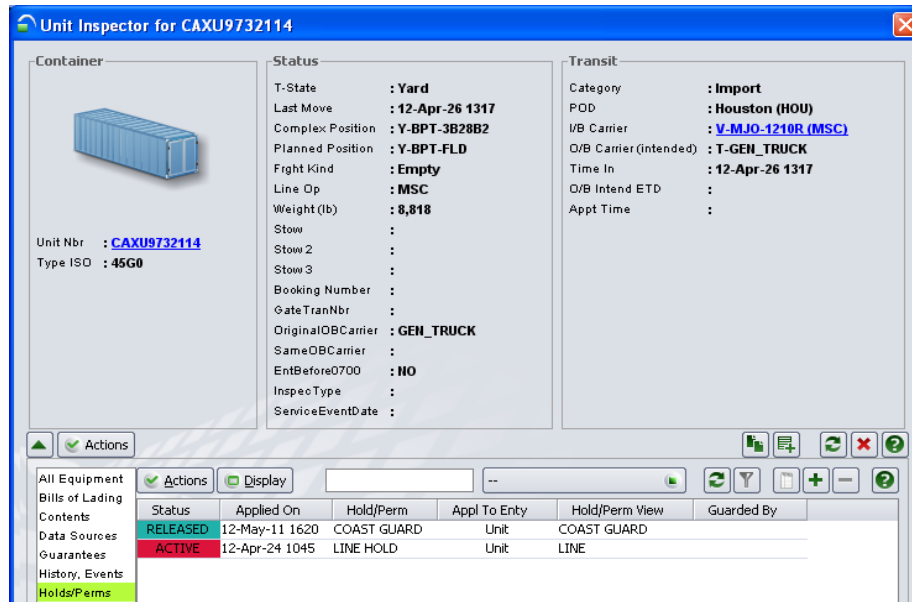 Unit Inspector for CAXU9732114
Container
Unit Nbr : CAXU9732114
Type ISO : 45G0
Status
T-State : Yard
Last Move : 12-Apr-26 1317
Complex Position : Y-BPT-3B28B2
Planned Position : Y-BPT-FLD
Frght Kind : Empty
Line Op : MSC
Weight (lb) : 8,818
Stow :
Stow 2 :
Stow 3 :
Booking Number :
GateTranNbr :
OriginalOBCarrier : GEN_TRUCK
SameOBCarrier :
EntBefore0700 : NO
InspecType :
ServiceEventDate :
Transit
Category : Import
POD : Houston (HOU)
I/B Carrier : V-MJO-1210R (MSC)
O/B Carrier (intended) : T-GEN_TRUCK
Time In : 12-Apr-26 1317
O/B Intend ETD :
Appt Time :
Actions
All Equipment
Bills of Lading
Contents
Data Sources
Guarantees
History, Events
Holds/Perms
Actions Display --
Status Applied On Hold/Perm Appl To Enty Hold/Perm View Guarded By
RELEASED 12-May-11 1620 COAST GUARD Unit COAST GUARD
ACTIVE 12-Apr-24 1045 LINE HOLD Unit LINE